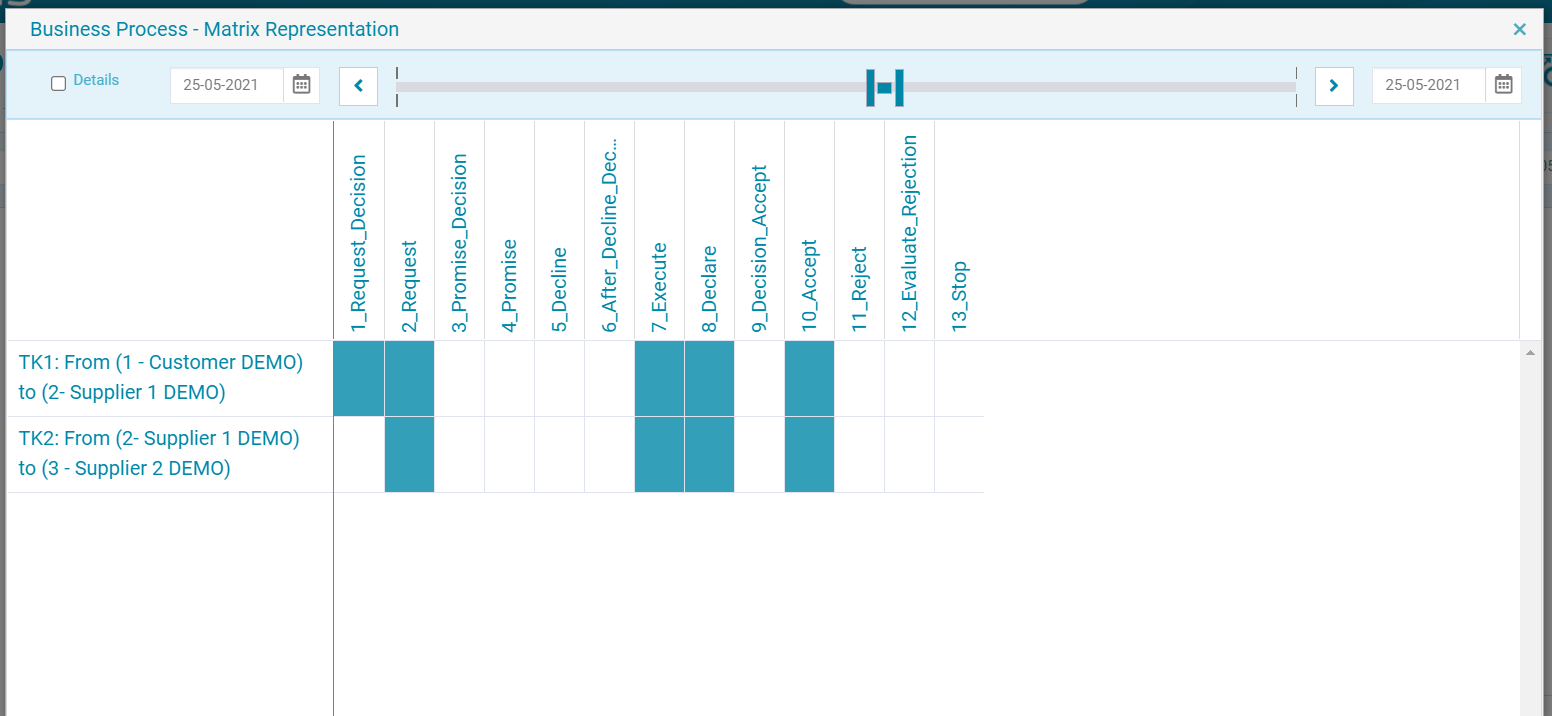 Business Process - Matrix Representation
×
Details
25-05-2021
25-05-2021
1_Request_Decision
2_Request
3_Promise_Decision
4_Promise
5_Decline
6_After_Decline_Dec...
7_Execute
8_Declare
9_Decision_Accept
10_Accept
11_Reject
12_Evaluate_Rejection
13_Stop
TK1: From (1 - Customer DEMO)
to (2- Supplier 1 DEMO)
TK2: From (2- Supplier 1 DEMO)
to (3 - Supplier 2 DEMO)